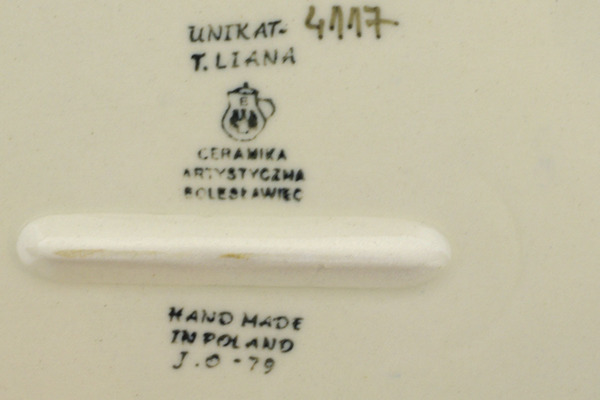 UNIKAT- 4117
T. LIANA
CERAMIKA
ARTYSTYCZNA
BOLESŁAWIEC
HAND MADE
IN POLAND
J.O-79